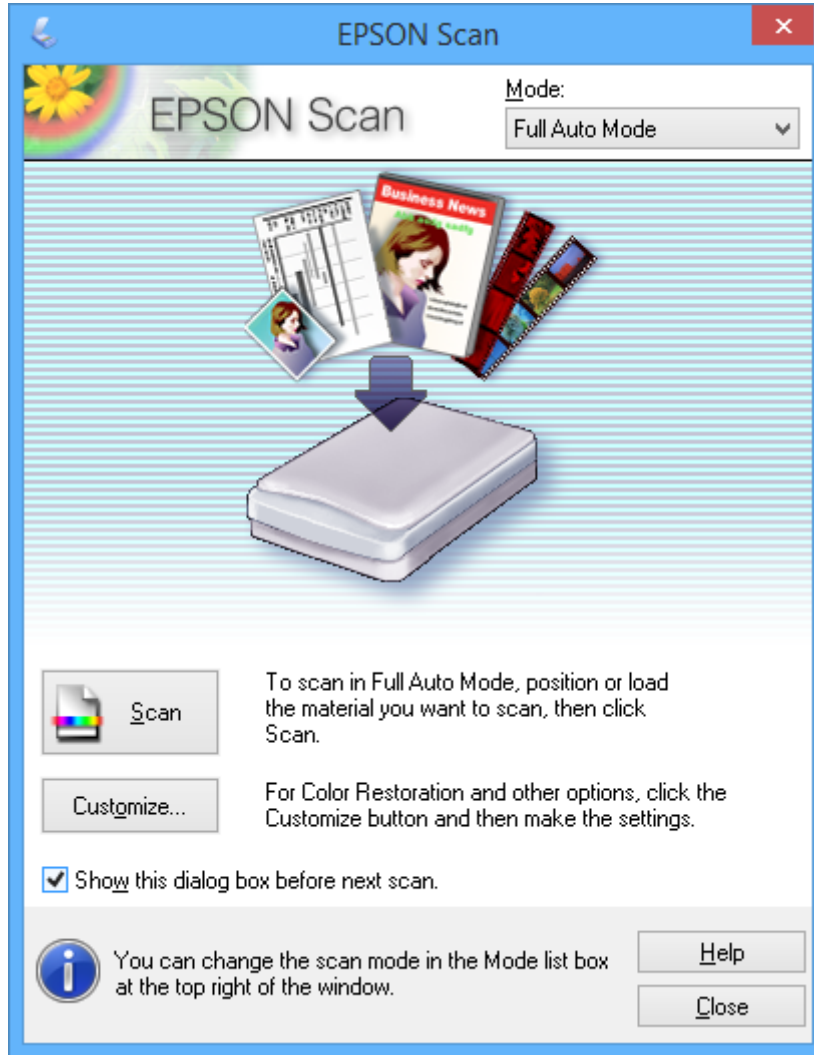 EPSON Scan
EPSON Scan
Mode:
Full Auto Mode
Business News
Scan
To scan in Full Auto Mode, position or load
the material you want to scan, then click
Scan.
Customize...
For Color Restoration and other options, click the
Customize button and then make the settings.
Show this dialog box before next scan.
You can change the scan mode in the Mode list box
at the top right of the window.
Help
Close